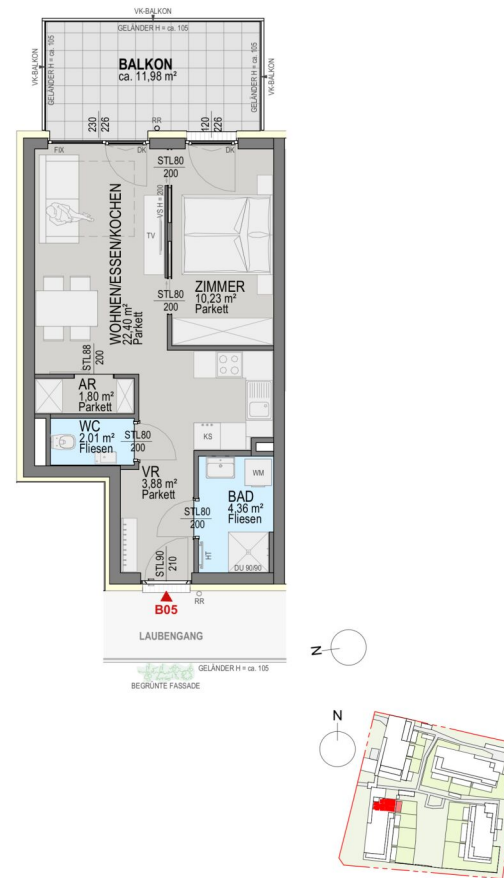 VK-BALKON
GELÄNDER H = ca. 105
VK-BALKON
GELÄNDER H = ca. 105
BALKON
ca. 11,98 m²
GELÄNDER H = ca. 105
VK-BALKON
230
226
RR
120
226
FIX
DK
STL80
200
DK
VS H = 200
TV
WOHNEN/ESSEN/KOCHEN
22,40 m²
Parkett
ZIMMER
10,23 m²
Parkett
STL80
200
STL88
200
AR
1,80 m²
Parkett
WC
2,01 m²
Fliesen
STL80
200
KS
VR
3,88 m²
Parkett
WM
BAD
4,36 m²
Fliesen
STL80
200
HT
DU 90/90
STL90
210
B05
RR
LAUBENGANG
GELÄNDER H = ca. 105
BEGRÜNTE FASSADE
N
N